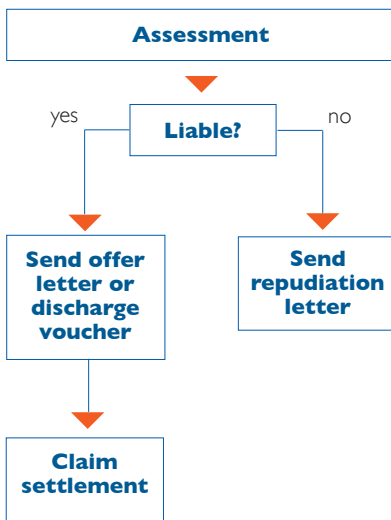 Assessment
yes
Liable?
no
Send offer
letter or
discharge
voucher
Send
repudiation
letter
Claim
settlement